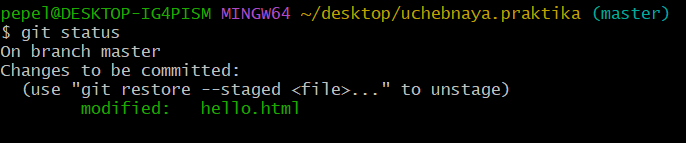 pepel@DESKTOP-IG4PISM MINGW64 ~/desktop/uchebnaya.praktika (master)
$ git status
On branch master
Changes to be committed:
  (use "git restore --staged <file>..." to unstage)
        modified:   hello.html